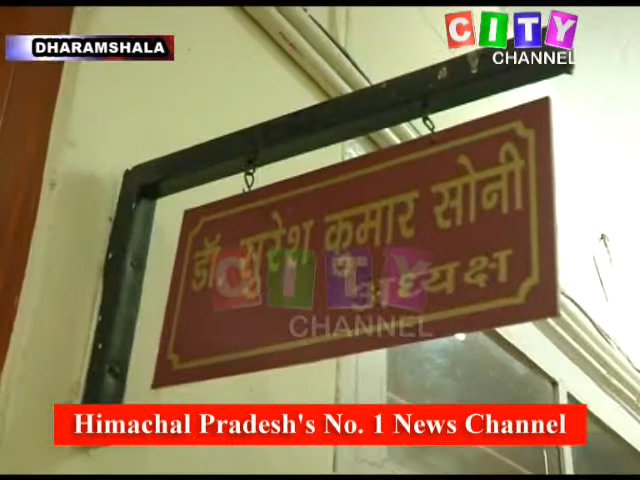 DHARAMSHALA
CITY
CHANNEL
डॉ. सुरेश कुमार सोनी
अध्यक्ष
CITY
CHANNEL
Himachal Pradesh's No. 1 News Channel